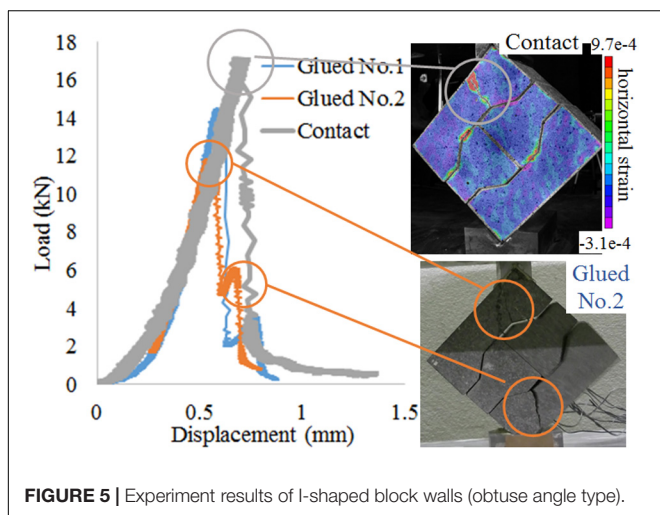 18
16
14
12
10
8
6
4
2
0
Load (kN)
0
0.5
1
1.5
Displacement (mm)
Glued No.1
Glued No.2
Contact
Contact
9.7e-4
horizontal strain
-3.1e-4
Glued
No.2
FIGURE 5 | Experiment results of I-shaped block walls (obtuse angle type).